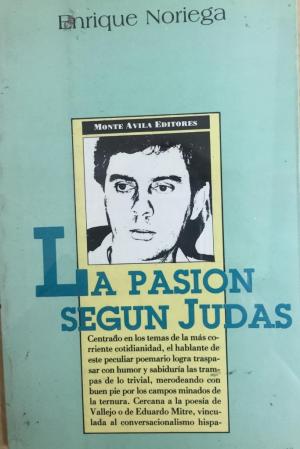 Enrique Noriega
MONTE AVILA EDITORES
LA PASION
SEGUN JUDAS
Centrado en los temas de la más co-
rriente cotidianidad, el hablante de
este peculiar poemario logra traspa-
sar con humor y sabiduría las tram-
pas de lo trivial, merodeando con
buen pie por los campos minados de
la ternura. Cercana a la poesía de
Vallejo o de Eduardo Mitre, vincu-
lada al conversacionalismo hispa-